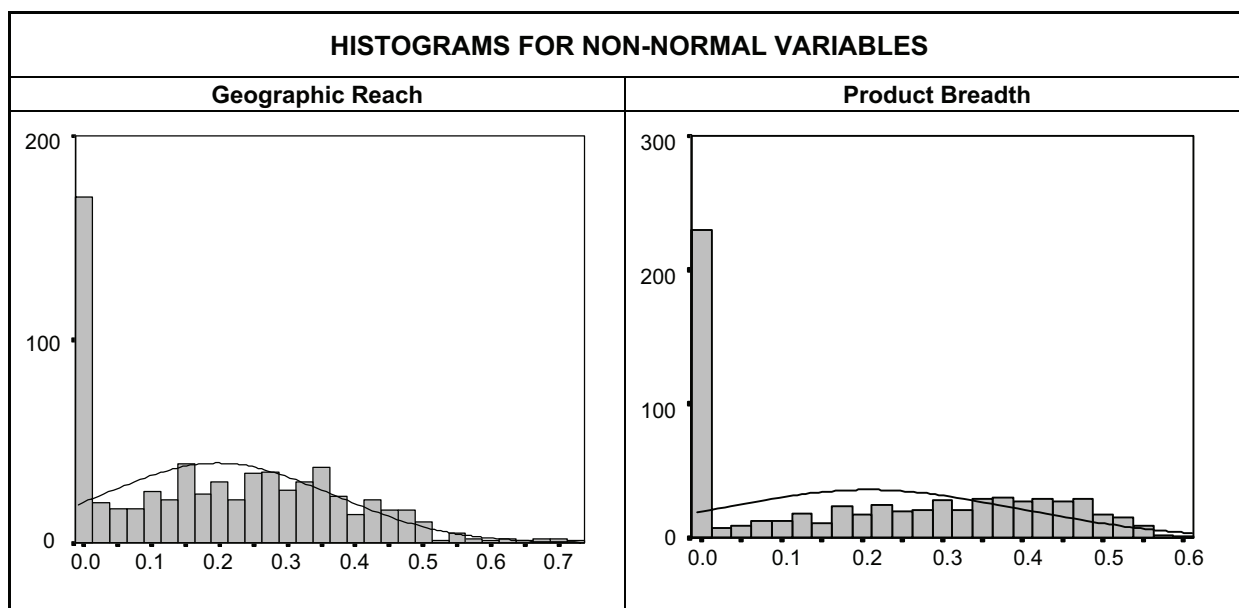 HISTOGRAMS FOR NON-NORMAL VARIABLES
Geographic Reach
Product Breadth
200
100
0
0.0 0.1 0.2 0.3 0.4 0.5 0.6 0.7
300
200
100
0
0.0 0.1 0.2 0.3 0.4 0.5 0.6